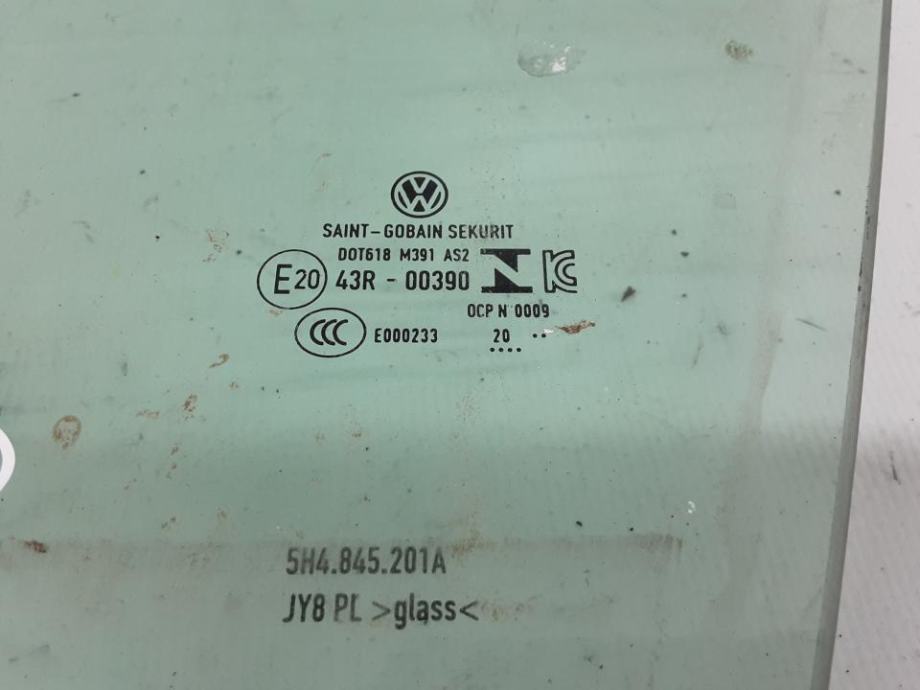 SAINT-GOBAIN SEKURIT
DOT618 M391 AS2
E20 43R - 00390
OCP N 0009
CCC E000233 20
5H4.845.201A
JY8 PL >glass<